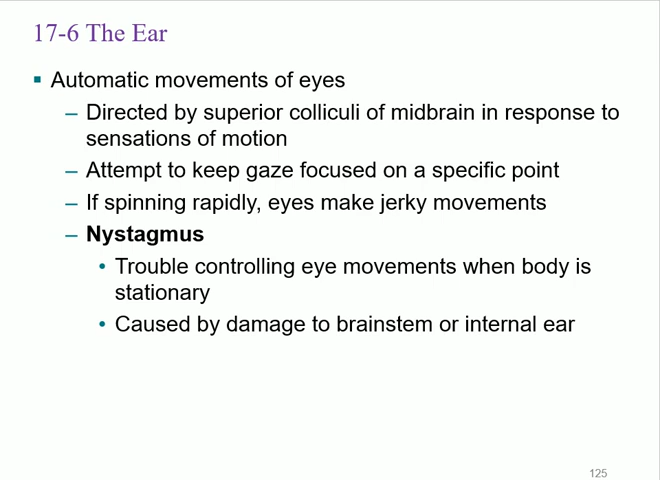 17-6 The Ear
▪ Automatic movements of eyes
– Directed by superior colliculi of midbrain in response to
sensations of motion
– Attempt to keep gaze focused on a specific point
– If spinning rapidly, eyes make jerky movements
– Nystagmus
• Trouble controlling eye movements when body is
stationary
• Caused by damage to brainstem or internal ear
125